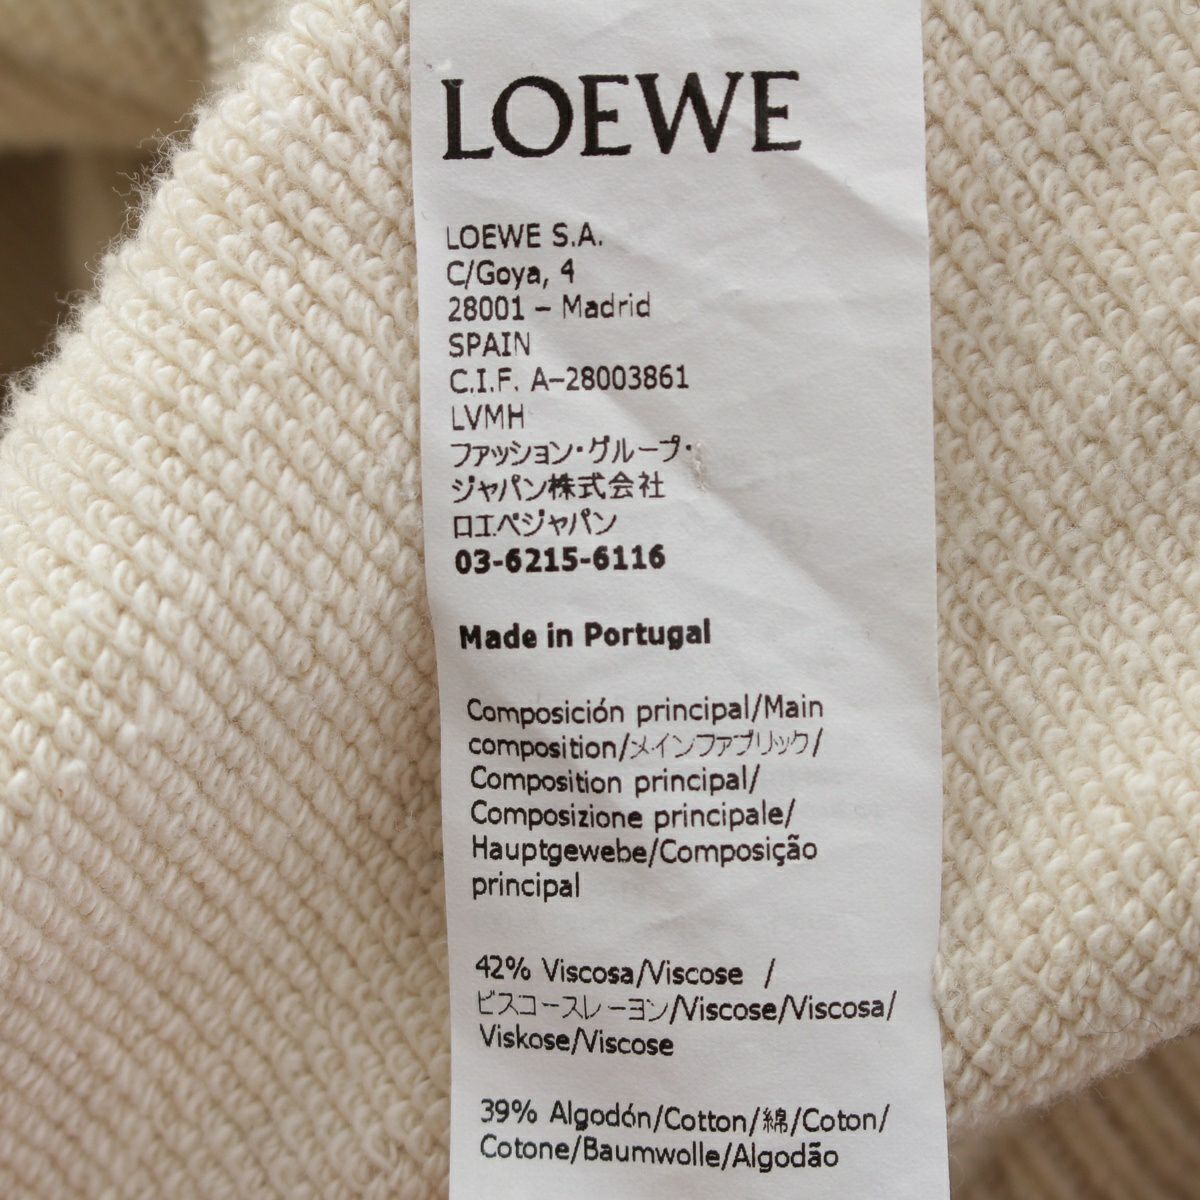 LOEWE
LOEWE S.A.
C/Goya, 4
28001 – Madrid
SPAIN
C.I.F. A–28003861
LVMH
ファッション・グループ・
ジャパン株式会社
ロエベジャパン
03-6215-6116
Made in Portugal
Composición principal/Main
composition/メインファブリック/
Composition principal/
Composizione principale/
Hauptgewebe/Composição
principal
42% Viscosa/Viscose /
ビスコースレーヨン/Viscose/Viscosa/
Viskose/Viscose
39% Algodón/Cotton/綿/Coton/
Cotone/Baumwolle/Algodão